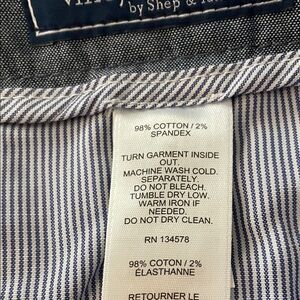 by Shep &
98% COTTON / 2%
SPANDEX
TURN GARMENT INSIDE
OUT.
MACHINE WASH COLD.
SEPARATELY.
DO NOT BLEACH.
TUMBLE DRY LOW.
WARM IRON IF
NEEDED.
DO NOT DRY CLEAN.
RN 134578
98% COTON / 2%
ÉLASTHANNE
RETOURNER LE